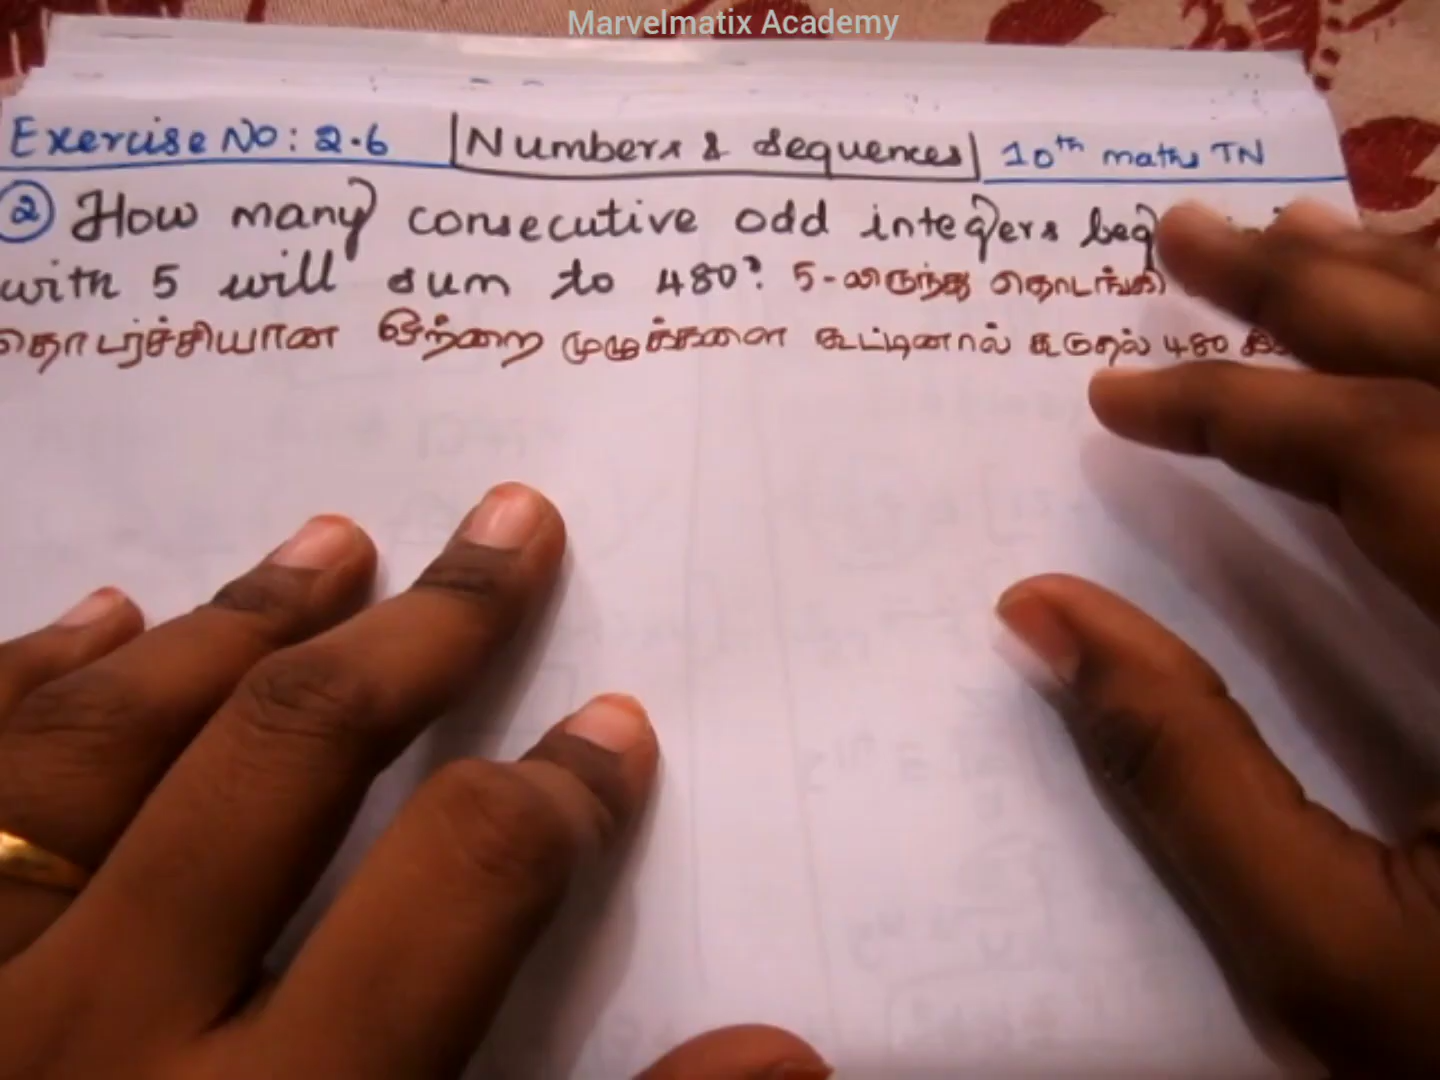 Marvelmatix Academy
Exercise No: 2.6 Numbers & Sequences 10th maths TN
② How many consecutive odd integers
with 5 will sum to 480? 5-லிருந்து தொடங்கி
தொடர்ச்சியான ஒற்றை முழுக்களை கூட்டினால் கூடுதல் 480